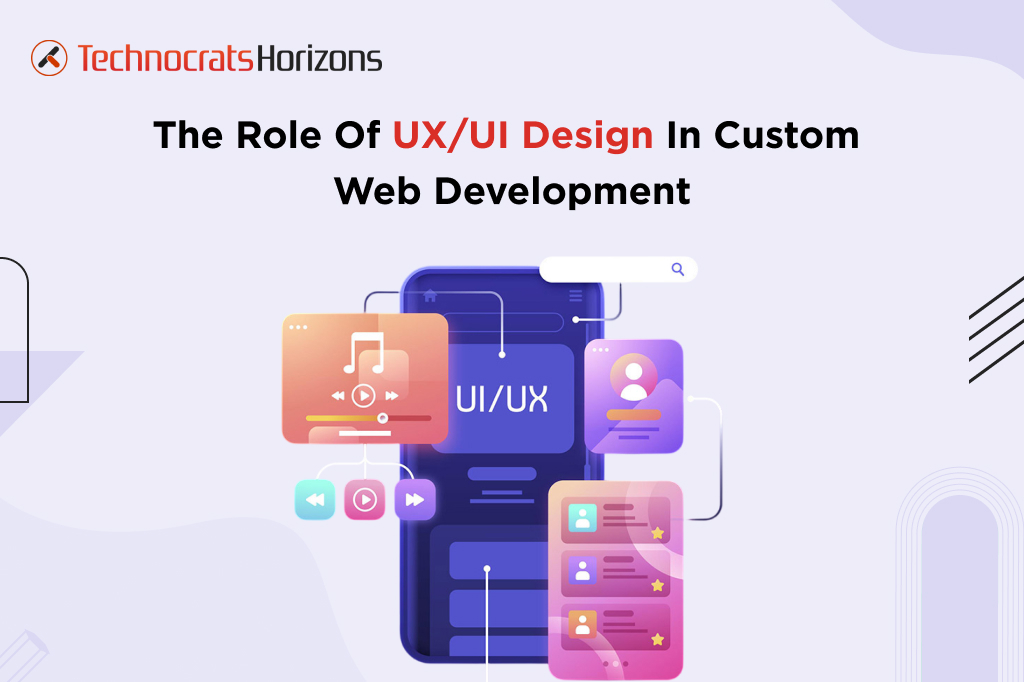 TechnocratsHorizons
The Role Of UX/UI Design In Custom
Web Development
UI/UX